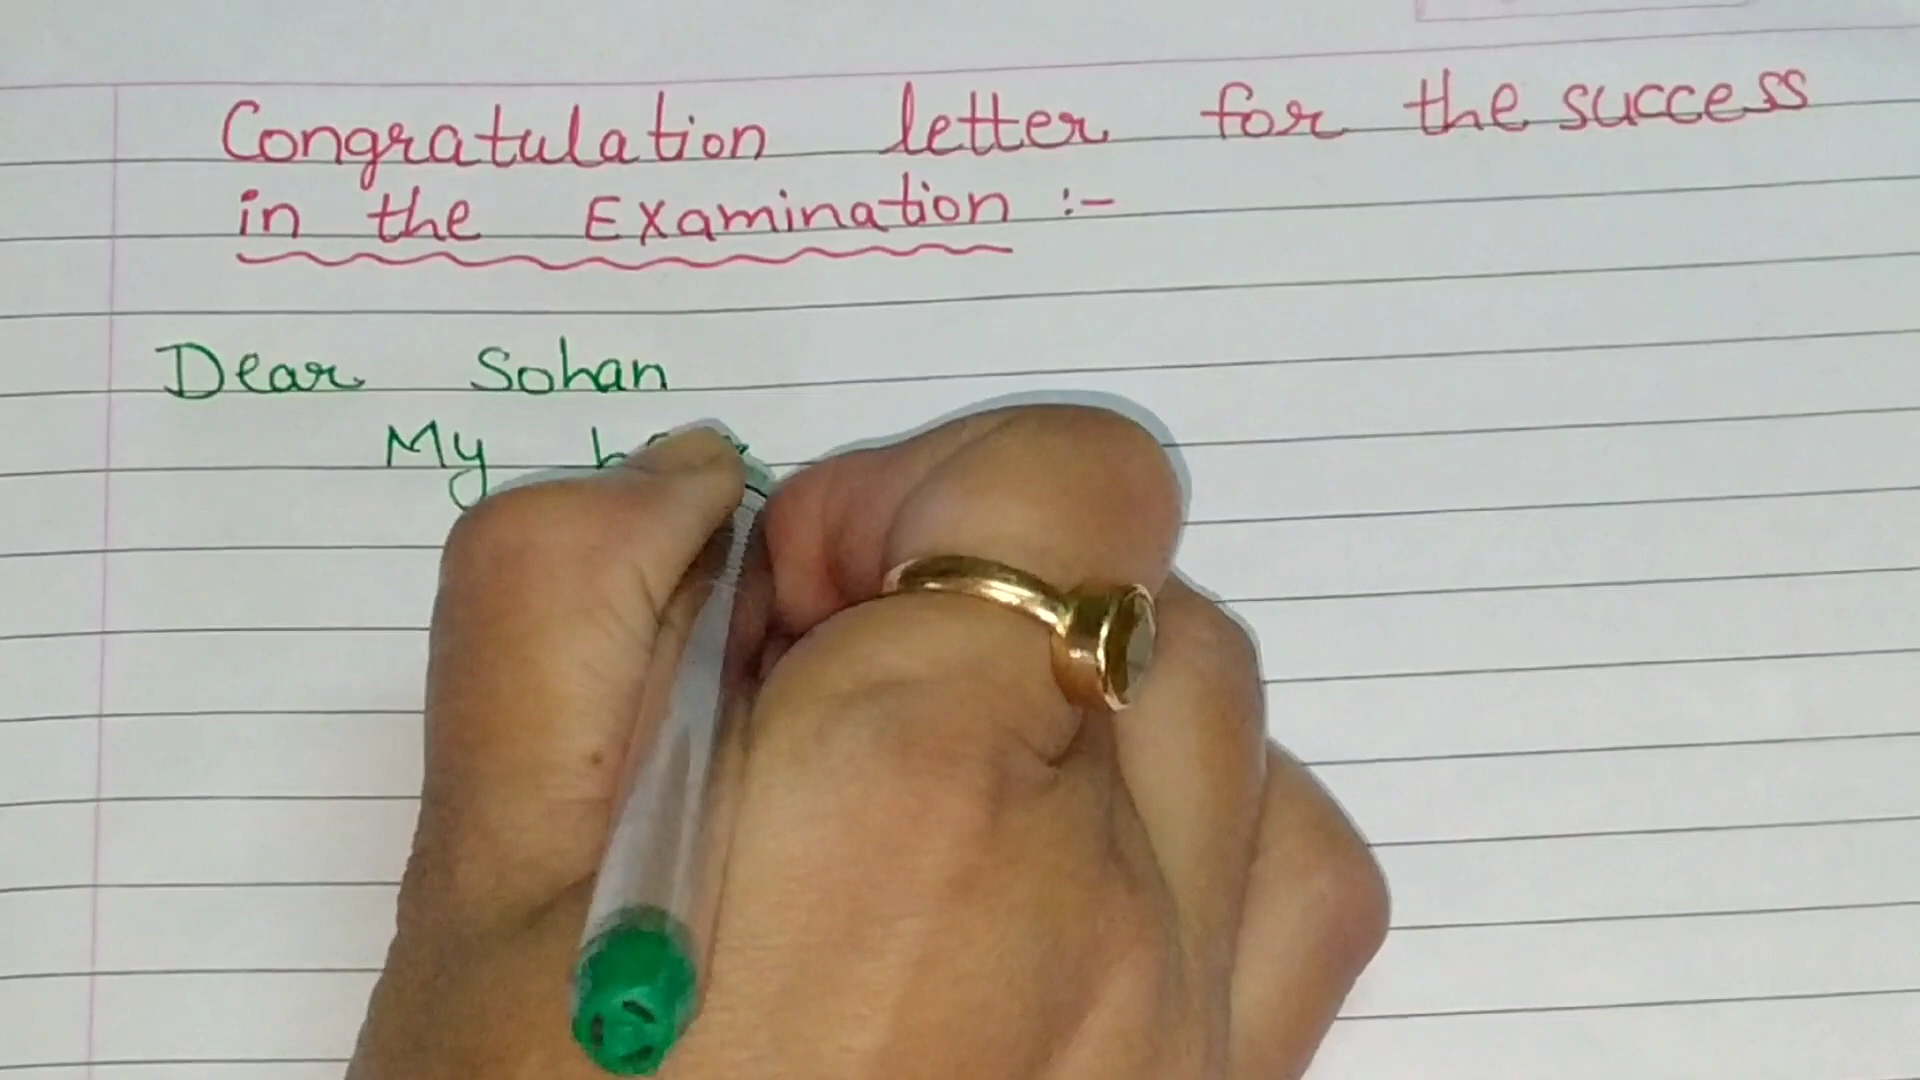 Congratulation letter for the success
in the Examination :-
Dear Sohan
My